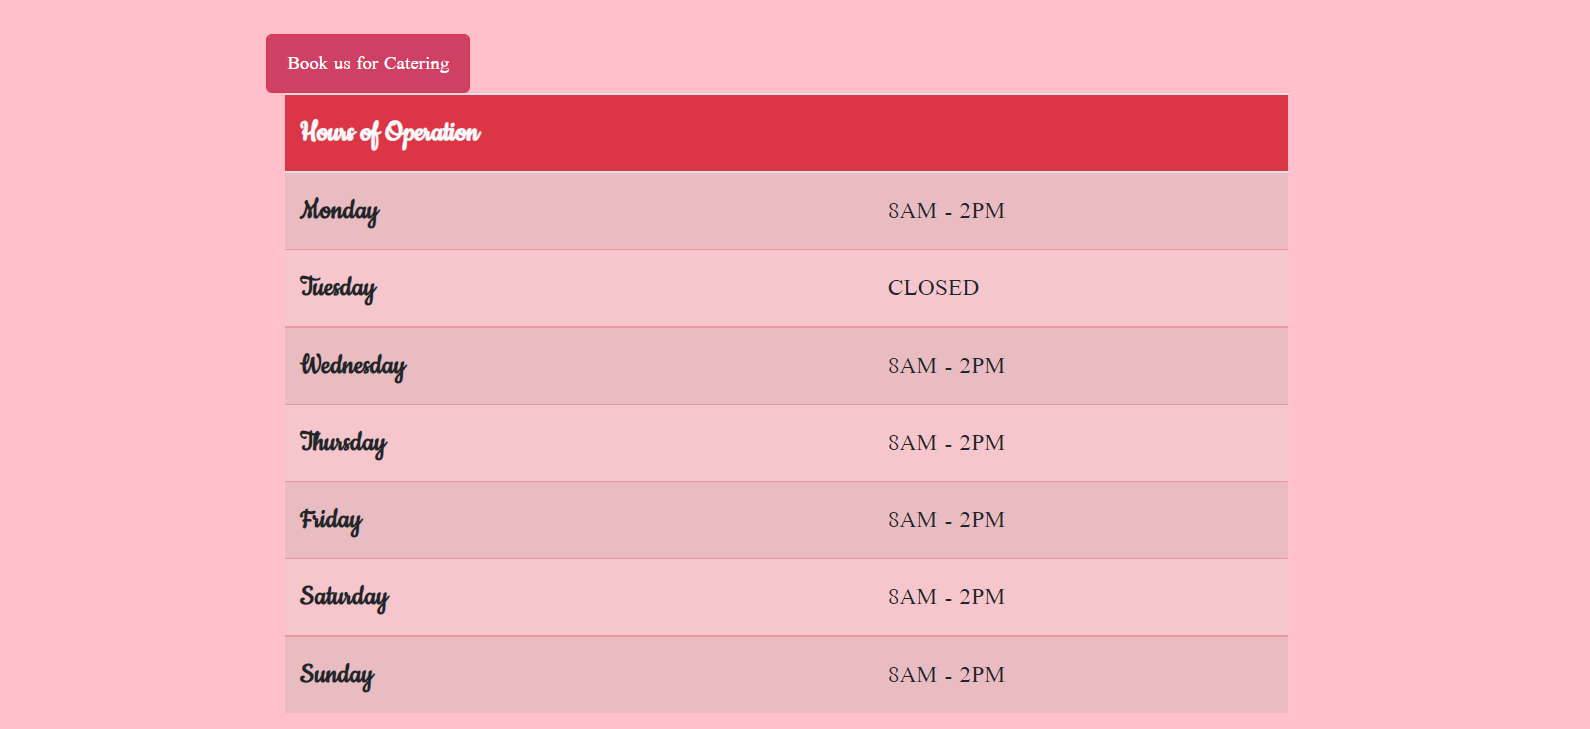 Book us for Catering
Hours of Operation
Monday 8AM - 2PM
Tuesday CLOSED
Wednesday 8AM - 2PM
Thursday 8AM - 2PM
Friday 8AM - 2PM
Saturday 8AM - 2PM
Sunday 8AM - 2PM